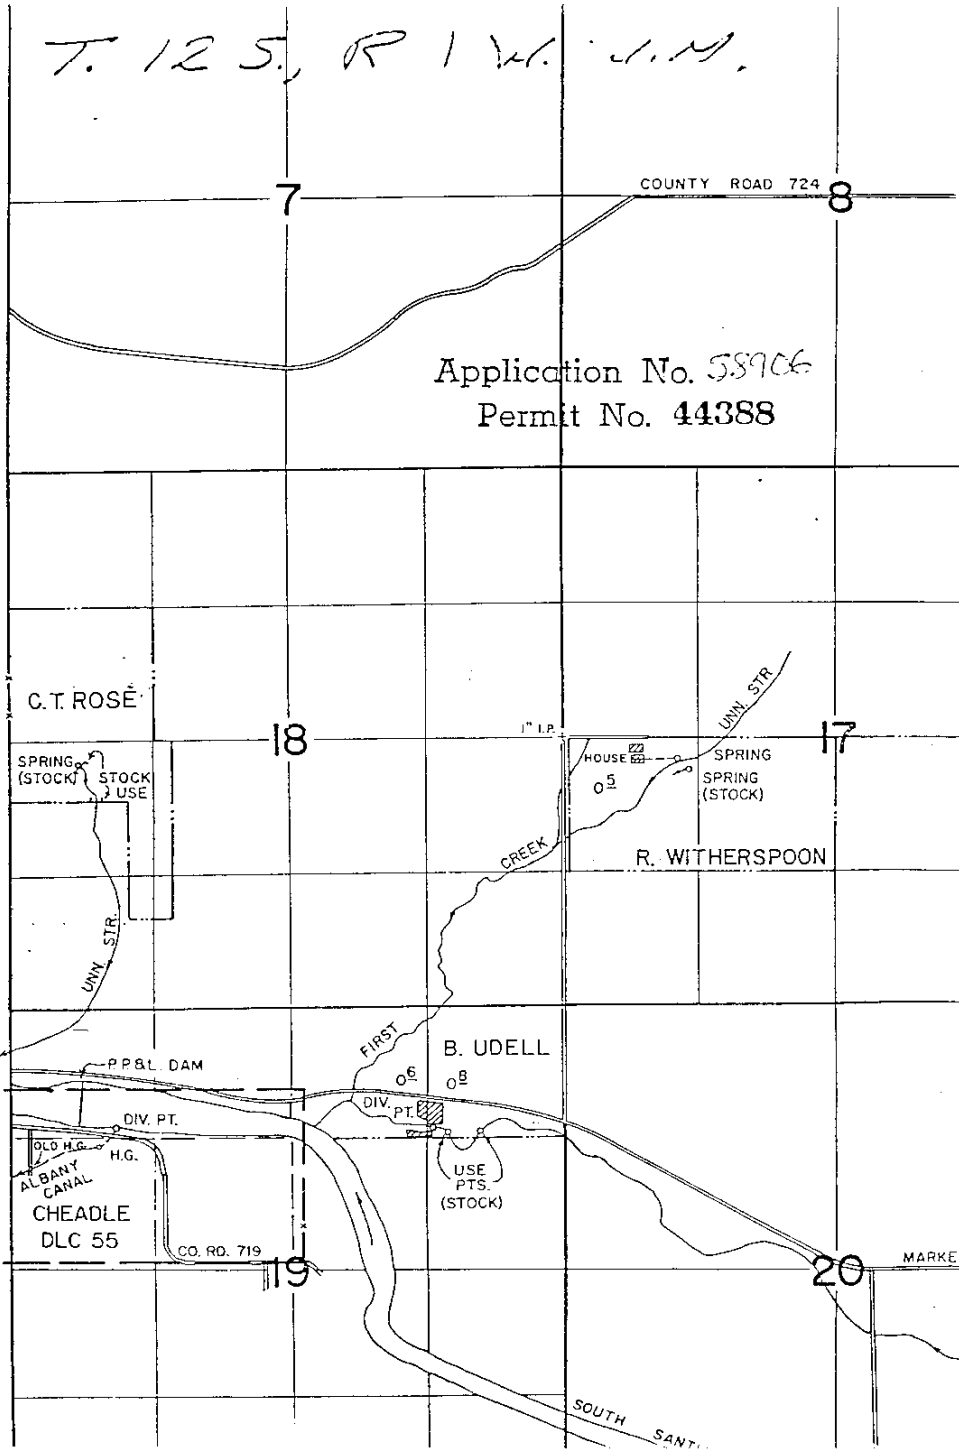 T. 12 S., R 1 W. W.M.
7
COUNTY ROAD 724
8
Application No. 58906
Permit No. 44388
C.T. ROSE
18
1" I.P.
17
UNN. STR
HOUSE
SPRING
SPRING
(STOCK)
05
SPRING
(STOCK)
STOCK
USE
CREEK
R. WITHERSPOON
UNN. STR.
FIRST
B. UDELL
P.P.&L. DAM
06
08
DIV.
PT.
DIV. PT.
OLD H.G.
H.G.
ALBANY
CANAL
USE
PTS.
(STOCK)
CHEADLE
DLC 55
CO. RD. 719
19
20
MARKE
SOUTH SANTI